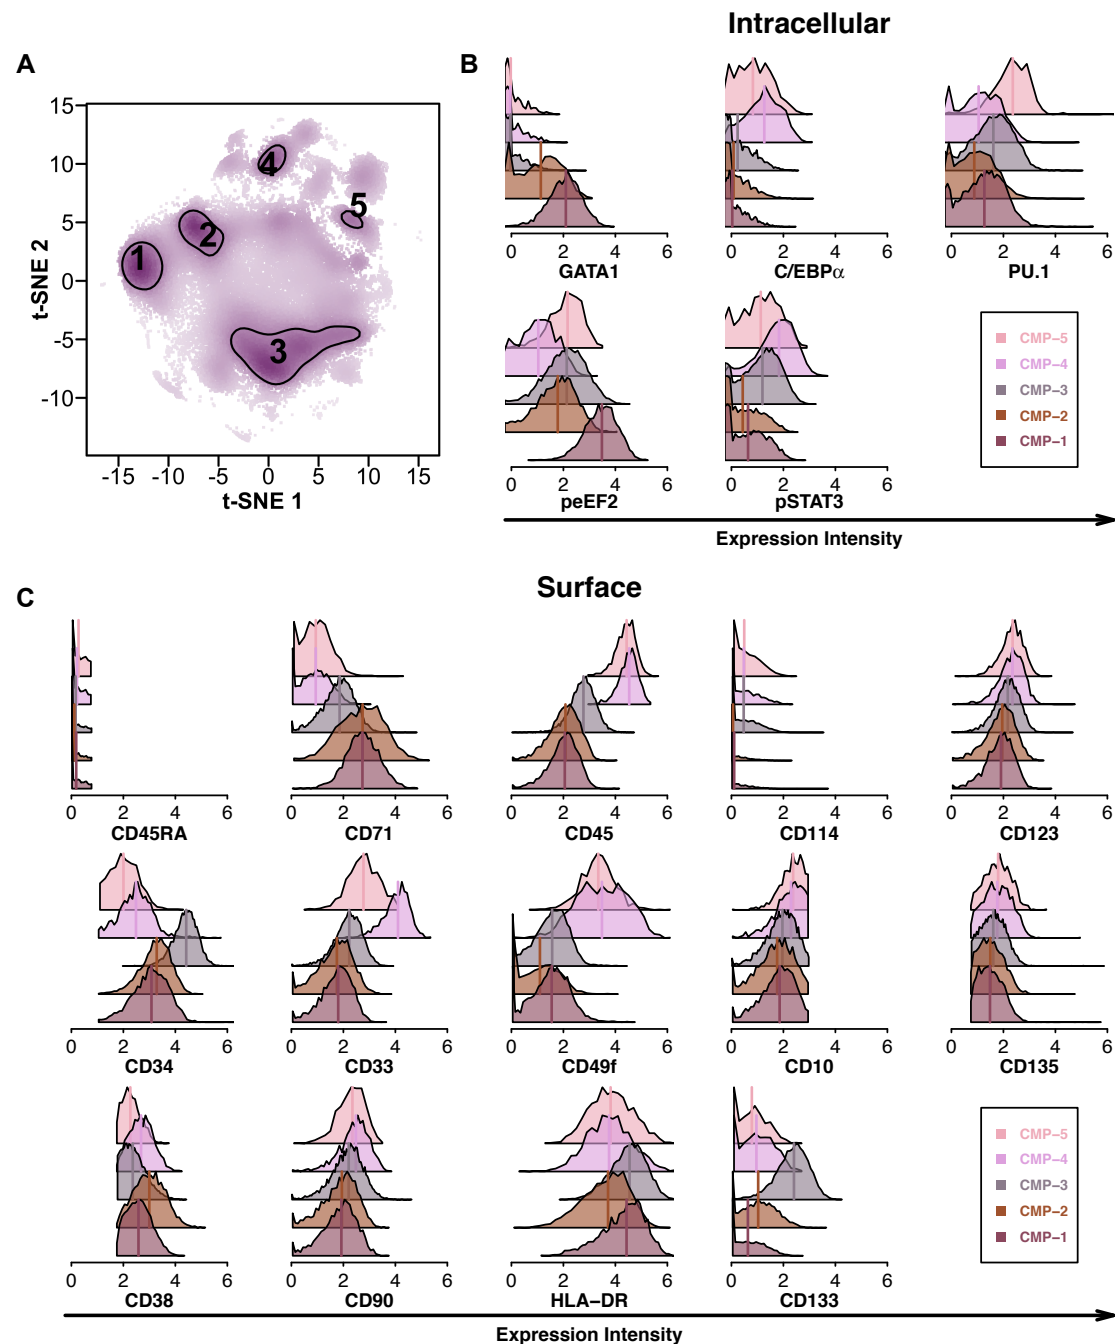 Intracellular
A
B
15
10
5
0
-5
-10
t-SNE 2
1
2
3
4
5
-15 -10 -5 0 5 10 15
t-SNE 1
0 2 4 6
GATA1
0 2 4 6
C/EBPα
0 2 4 6
PU.1
0 2 4 6
peEF2
0 2 4 6
pSTAT3
CMP−5
CMP−4
CMP−3
CMP−2
CMP−1
Expression Intensity
C
Surface
0 2 4 6
CD45RA
0 2 4 6
CD71
0 2 4 6
CD45
0 2 4 6
CD114
0 2 4 6
CD123
0 2 4 6
CD34
0 2 4 6
CD33
0 2 4 6
CD49f
0 2 4 6
CD10
0 2 4 6
CD135
0 2 4 6
CD38
0 2 4 6
CD90
0 2 4 6
HLA−DR
0 2 4 6
CD133
CMP−5
CMP−4
CMP−3
CMP−2
CMP−1
Expression Intensity